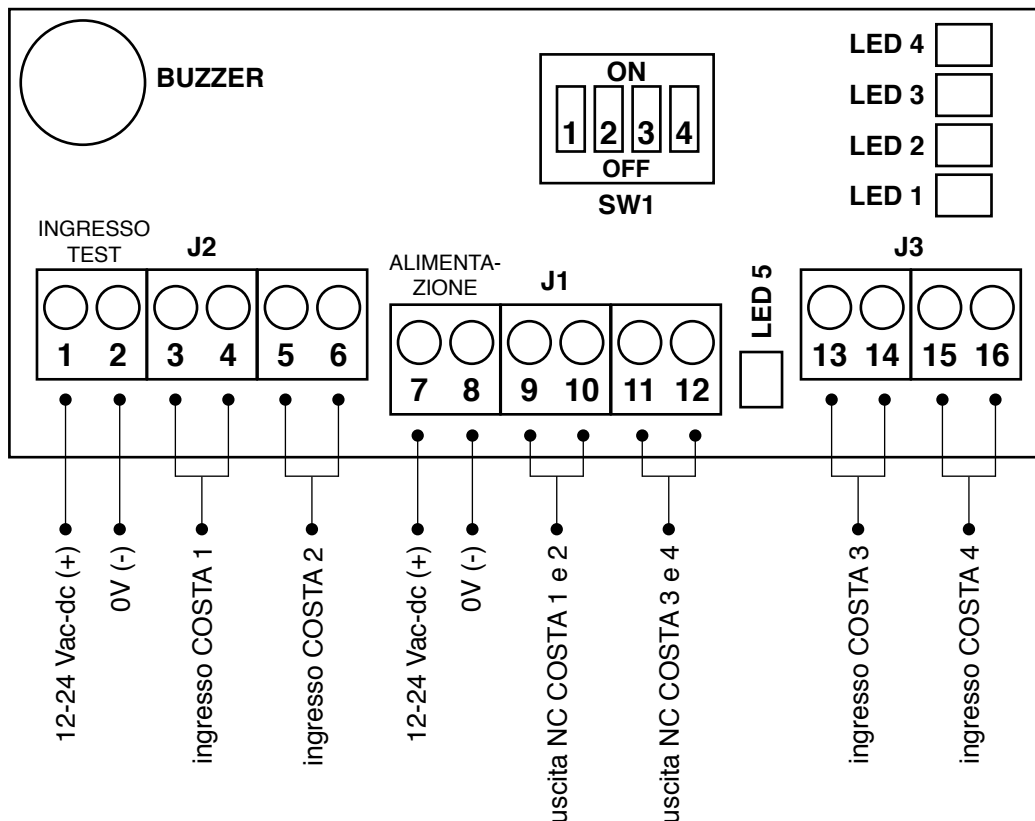 BUZZER
ON
1 2 3 4
OFF
SW1
LED 4
LED 3
LED 2
LED 1
INGRESSO
TEST
J2
1 2 3 4 5 6
ALIMENTA-
ZIONE
J1
7 8 9 10 11 12
LED 5
J3
13 14 15 16
12-24 Vac-dc (+)
0V (-)
ingresso COSTA 1
ingresso COSTA 2
12-24 Vac-dc (+)
0V (-)
uscita NC COSTA 1 e 2
uscita NC COSTA 3 e 4
ingresso COSTA 3
ingresso COSTA 4